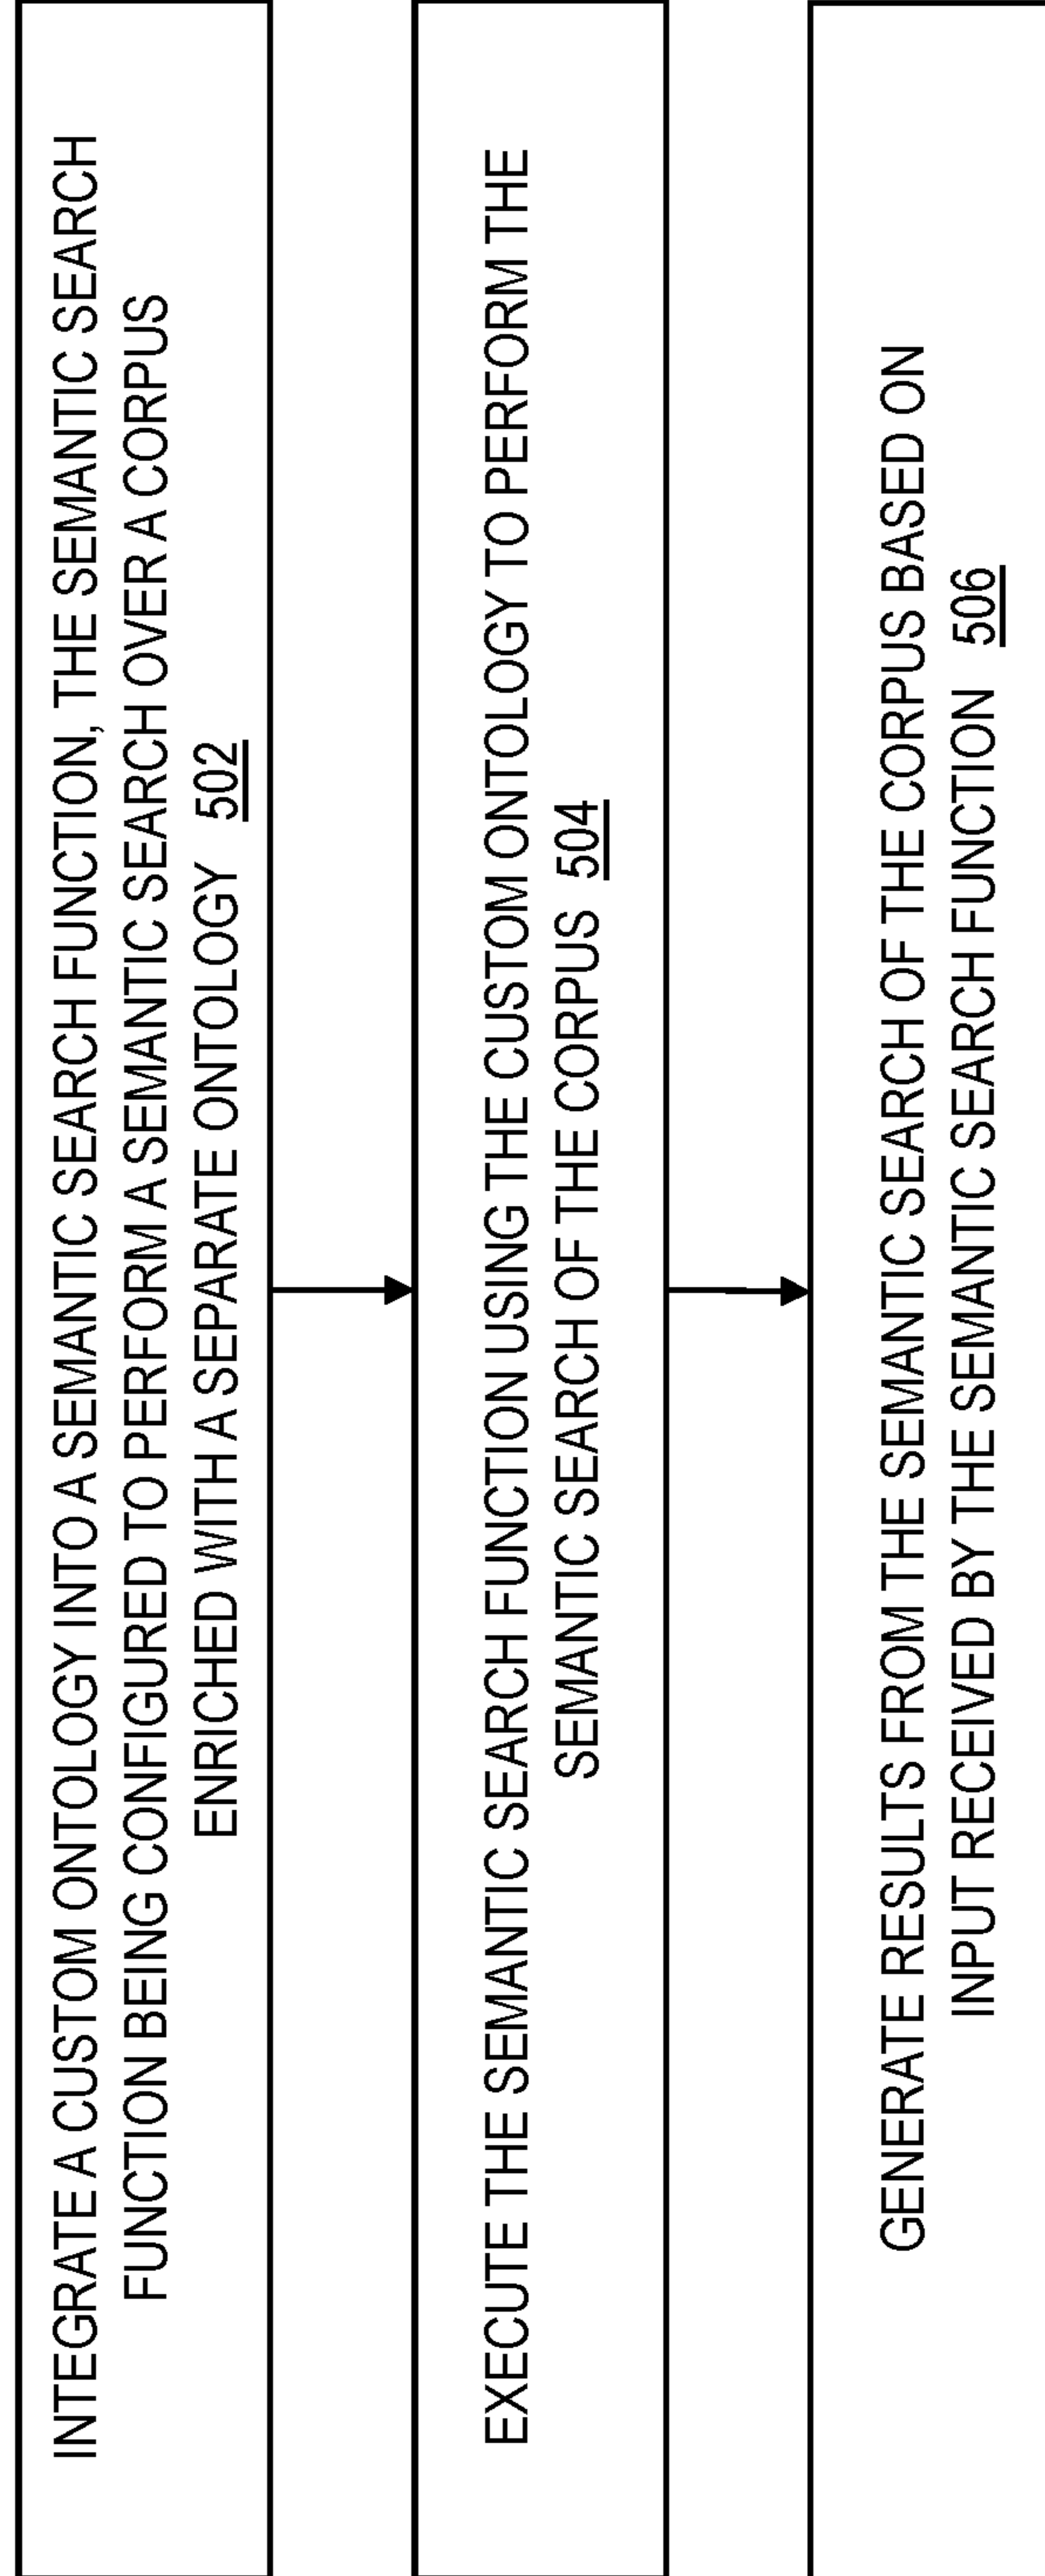 INTEGRATE A CUSTOM ONTOLOGY INTO A SEMANTIC SEARCH FUNCTION, THE SEMANTIC SEARCH
FUNCTION BEING CONFIGURED TO PERFORM A SEMANTIC SEARCH OVER A CORPUS
ENRICHED WITH A SEPARATE ONTOLOGY 502
EXECUTE THE SEMANTIC SEARCH FUNCTION USING THE CUSTOM ONTOLOGY TO PERFORM THE
SEMANTIC SEARCH OF THE CORPUS 504
GENERATE RESULTS FROM THE SEMANTIC SEARCH OF THE CORPUS BASED ON
INPUT RECEIVED BY THE SEMANTIC SEARCH FUNCTION 506